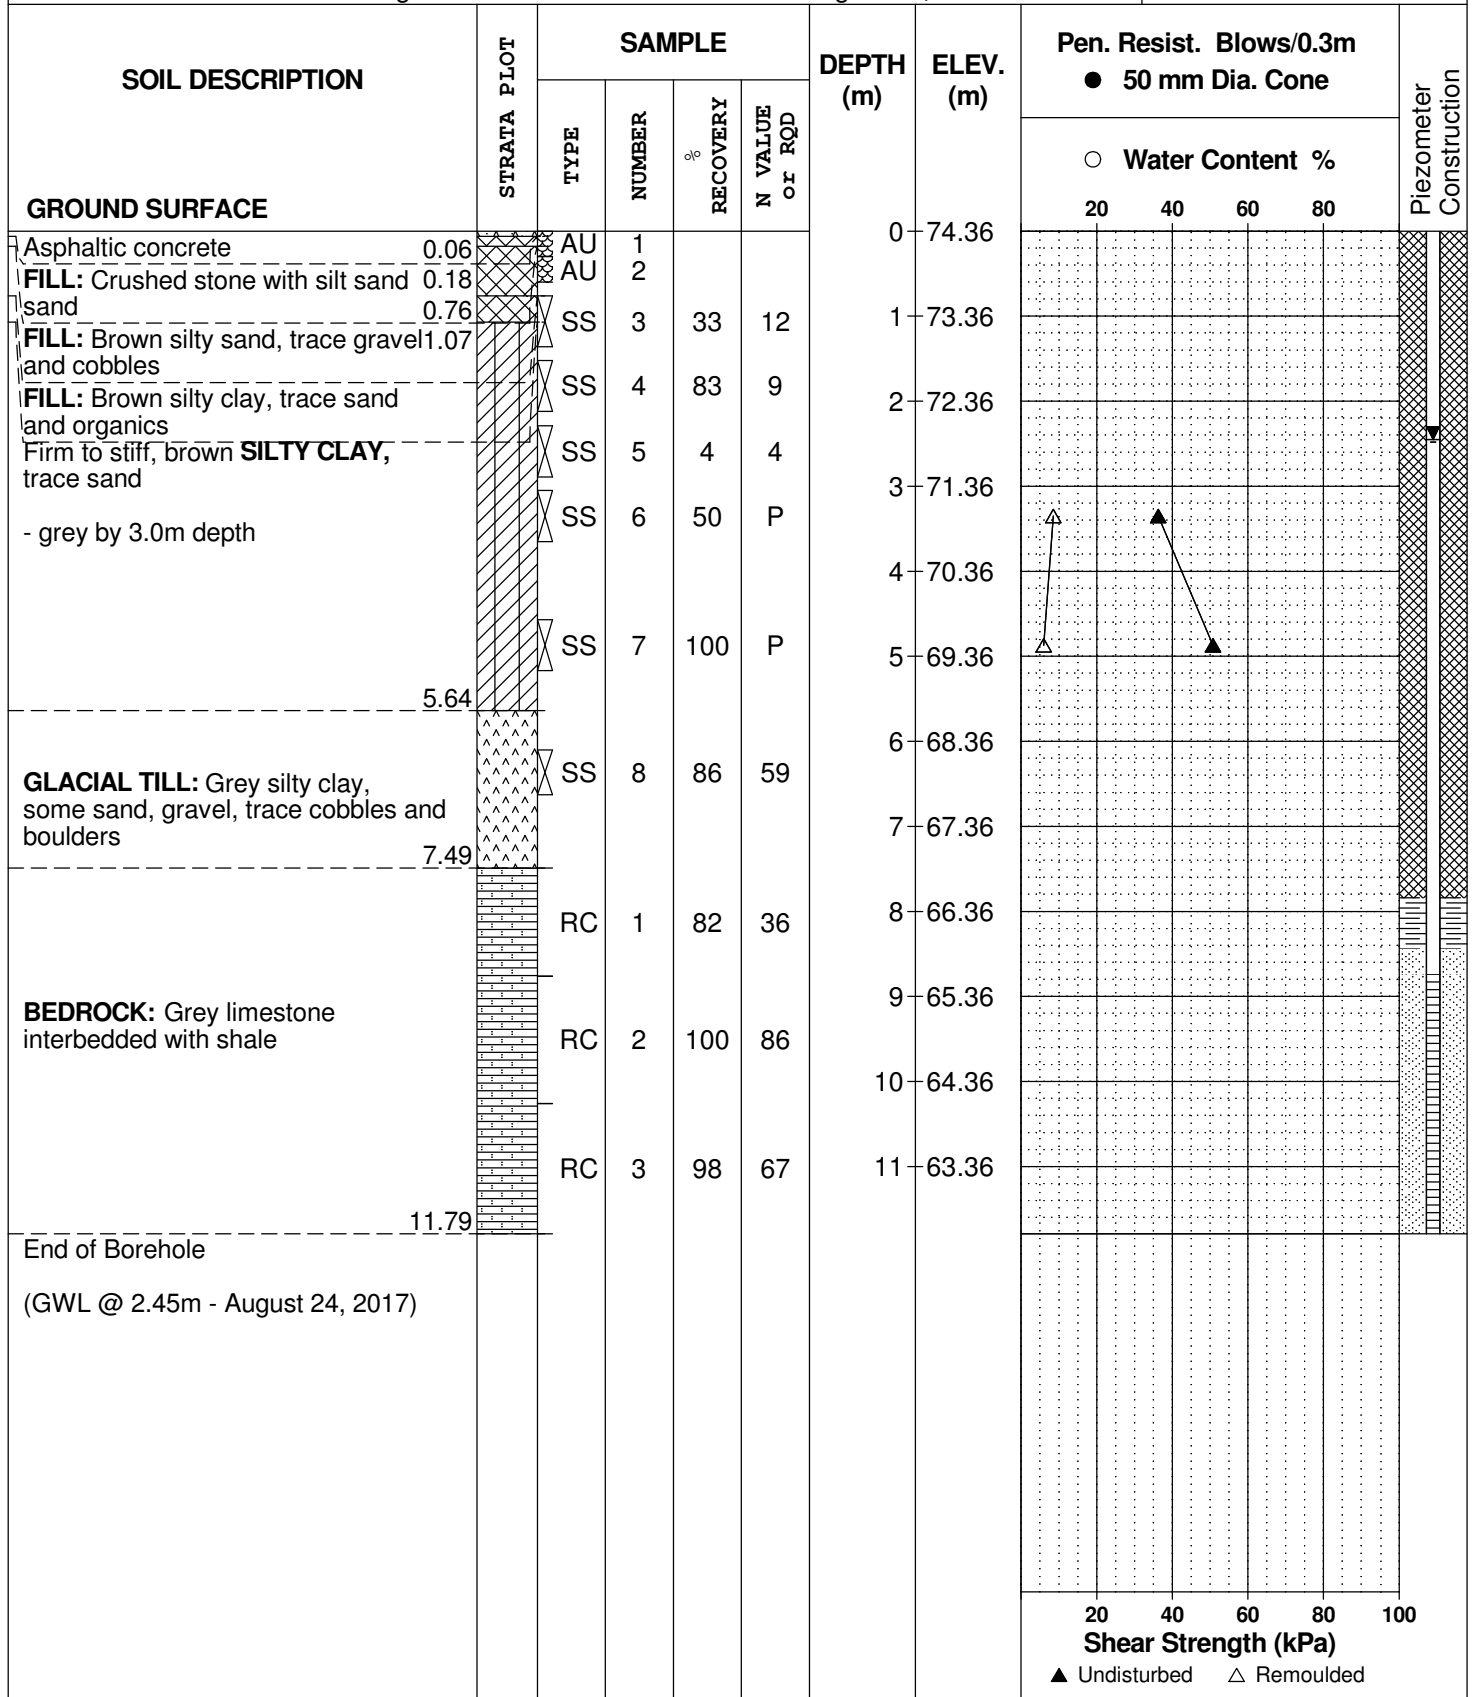 SOIL DESCRIPTION
GROUND SURFACE
STRATA PLOT
SAMPLE
TYPE
NUMBER
% RECOVERY
N VALUE or RQD
DEPTH (m)
ELEV. (m)
Pen. Resist. Blows/0.3m
● 50 mm Dia. Cone
○ Water Content %
20 40 60 80
Piezometer Construction
Asphaltic concrete 0.06
FILL: Crushed stone with silt sand 0.18
sand 0.76
FILL: Brown silty sand, trace gravel 1.07
and cobbles
FILL: Brown silty clay, trace sand
and organics
Firm to stiff, brown SILTY CLAY,
trace sand
- grey by 3.0m depth
5.64
GLACIAL TILL: Grey silty clay,
some sand, gravel, trace cobbles and
boulders
7.49
BEDROCK: Grey limestone
interbedded with shale
11.79
End of Borehole
(GWL @ 2.45m - August 24, 2017)
AU 1
AU 2
SS 3 33 12
SS 4 83 9
SS 5 4 4
SS 6 50 P
SS 7 100 P
SS 8 86 59
RC 1 82 36
RC 2 100 86
RC 3 98 67
0 74.36
1 73.36
2 72.36
3 71.36
4 70.36
5 69.36
6 68.36
7 67.36
8 66.36
9 65.36
10 64.36
11 63.36
20 40 60 80 100
Shear Strength (kPa)
▲ Undisturbed △ Remoulded